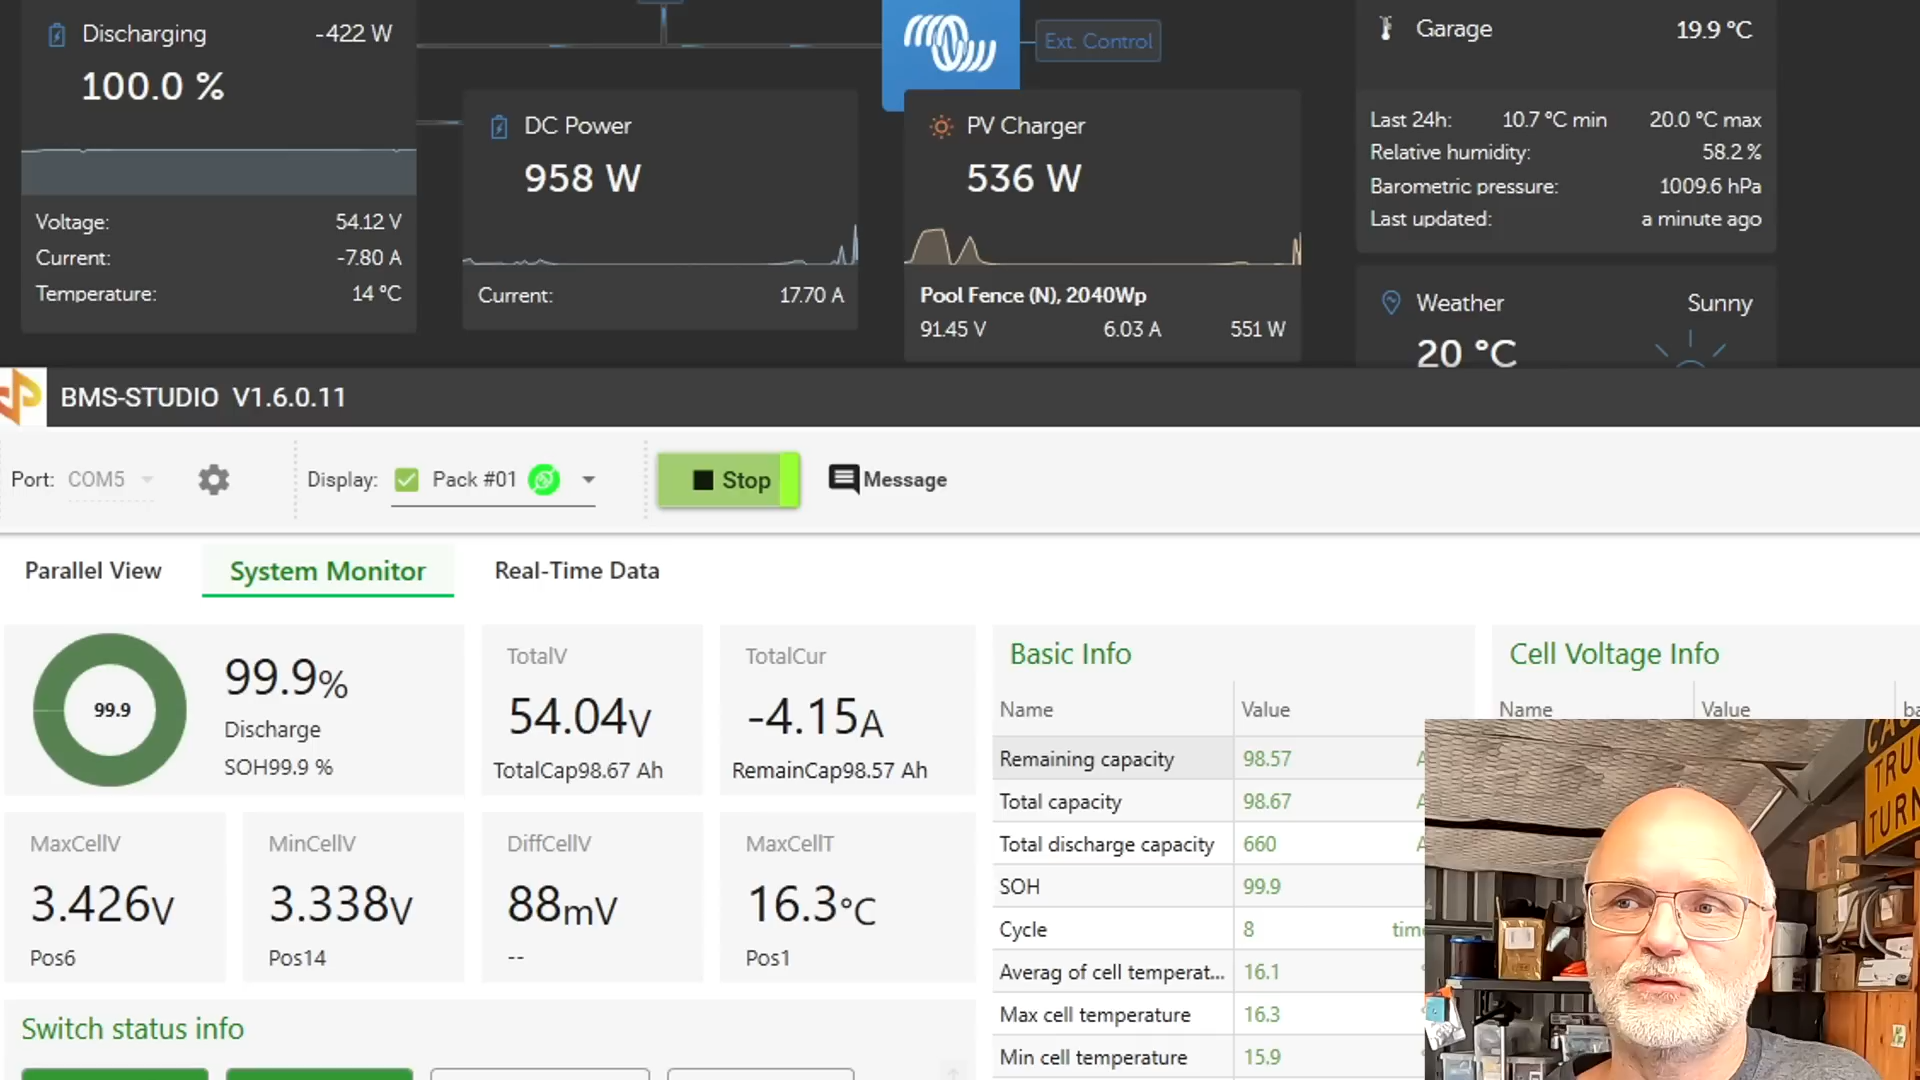 Discharging -422 W
100.0 %
Voltage: 54.12 V
Current: -7.80 A
Temperature: 14 °C
DC Power
958 W
Current: 17.70 A
Ext. Control
PV Charger
536 W
Pool Fence (N), 2040Wp
91.45 V 6.03 A 551 W
Garage 19.9 °C
Last 24h: 10.7 °C min 20.0 °C max
Relative humidity: 58.2 %
Barometric pressure: 1009.6 hPa
Last updated: a minute ago
Weather Sunny
20 °C
BMS-STUDIO V1.6.0.11
Port: COM5 Display: Pack #01 Stop Message
Parallel View System Monitor Real-Time Data
99.9
99.9%
Discharge
SOH99.9 %
TotalV
54.04V
TotalCap98.67 Ah
TotalCur
-4.15A
RemainCap98.57 Ah
MaxCellV
3.426V
Pos6
MinCellV
3.338V
Pos14
DiffCellV
88mV
--
MaxCellT
16.3°C
Pos1
Switch status info
Basic Info
Name Value
Remaining capacity 98.57
Total capacity 98.67
Total discharge capacity 660
SOH 99.9
Cycle 8
Averag of cell temperat... 16.1
Max cell temperature 16.3
Min cell temperature 15.9
Cell Voltage Info
Name Value